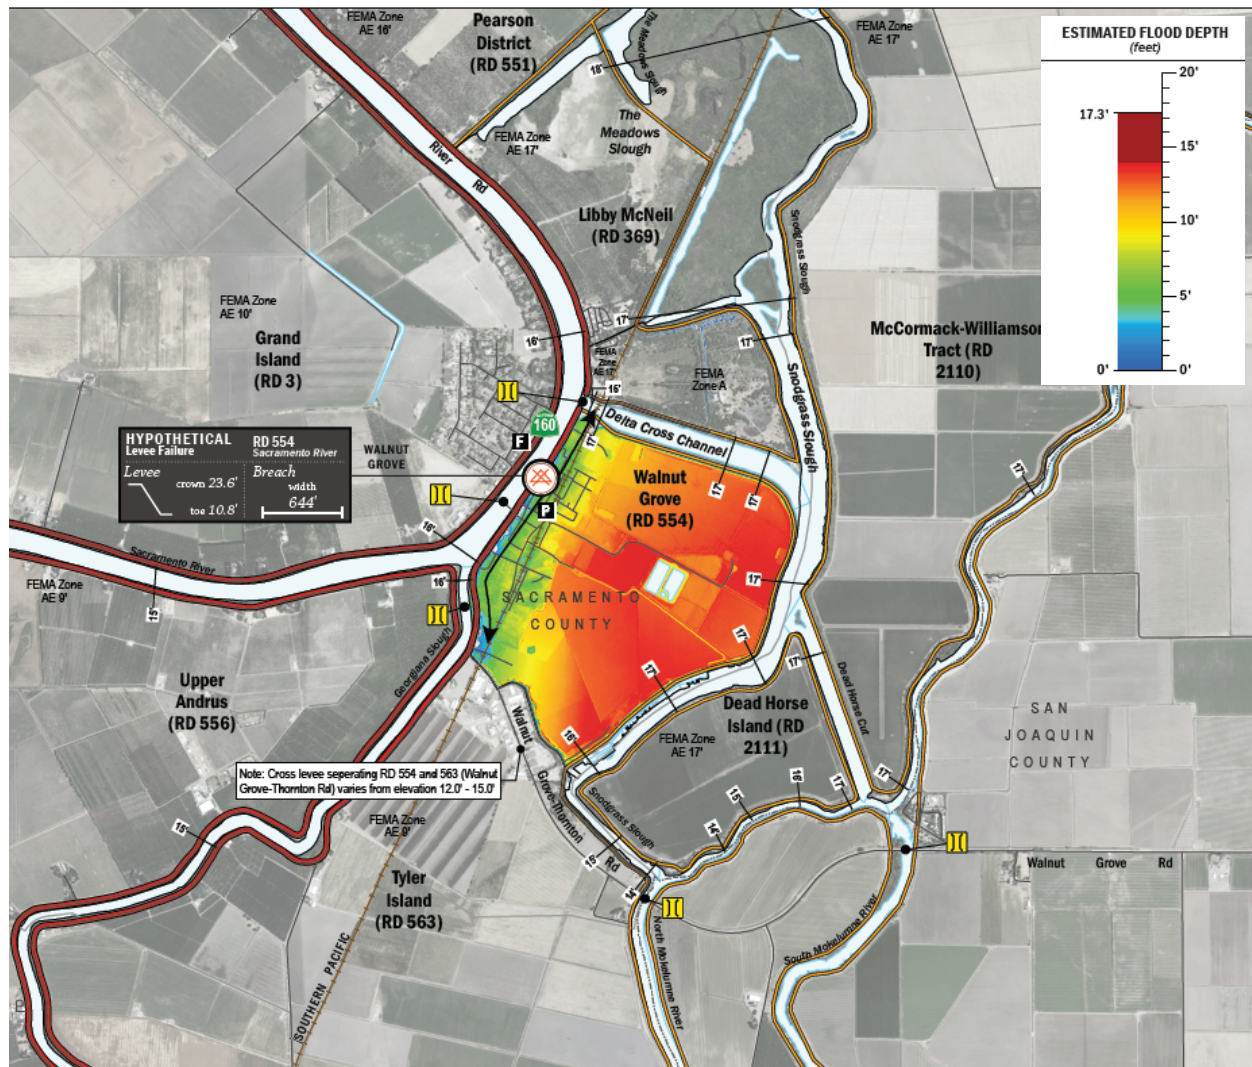 FEMA Zone
AE 16'
Pearson
District
(RD 551)
The Meadows Slough
18'
FEMA Zone
AE 17'
ESTIMATED FLOOD DEPTH
(feet)
20'
17.3'
15'
10'
5'
0'
0'
FEMA Zone
AE 17'
The
Meadows
Slough
River Rd
Libby McNeil
(RD 369)
Snodgrass Slough
FEMA Zone
AE 10'
Grand
Island
(RD 3)
17'
16'
17'
McCormack-Williamson
Tract (RD
2110)
FEMA
Zone
AE 17'
FEMA
Zone A
16'
Snodgrass Slough
160
F
17'
Delta Cross Channel
HYPOTHETICAL
Levee Failure
RD 554
Sacramento River
Levee
crown 23.6'
toe 10.8'
Breach
width
644'
WALNUT
GROVE
Walnut
Grove
(RD 554)
17'
17'
17'
P
16'
Sacramento River
FEMA Zone
AE 9'
15'
16'
17'
SACRAMENTO
COUNTY
17'
17'
17'
Dead Horse Cut
Georgiana Slough
Upper
Andrus
(RD 556)
Dead Horse
Island (RD
2111)
FEMA Zone
AE 17'
SAN
JOAQUIN
COUNTY
16'
Note: Cross levee seperating RD 554 and 563 (Walnut
Grove-Thornton Rd) varies from elevation 12.0' - 15.0'
Walnut Grove-Thornton Rd
Snodgrass Slough
17'
17'
16'
15'
14'
15'
FEMA Zone
AE 9'
15'
14'
Tyler
Island
(RD 563)
Walnut Grove Rd
SOUTHERN PACIFIC
North Mokelumne River
South Mokelumne River